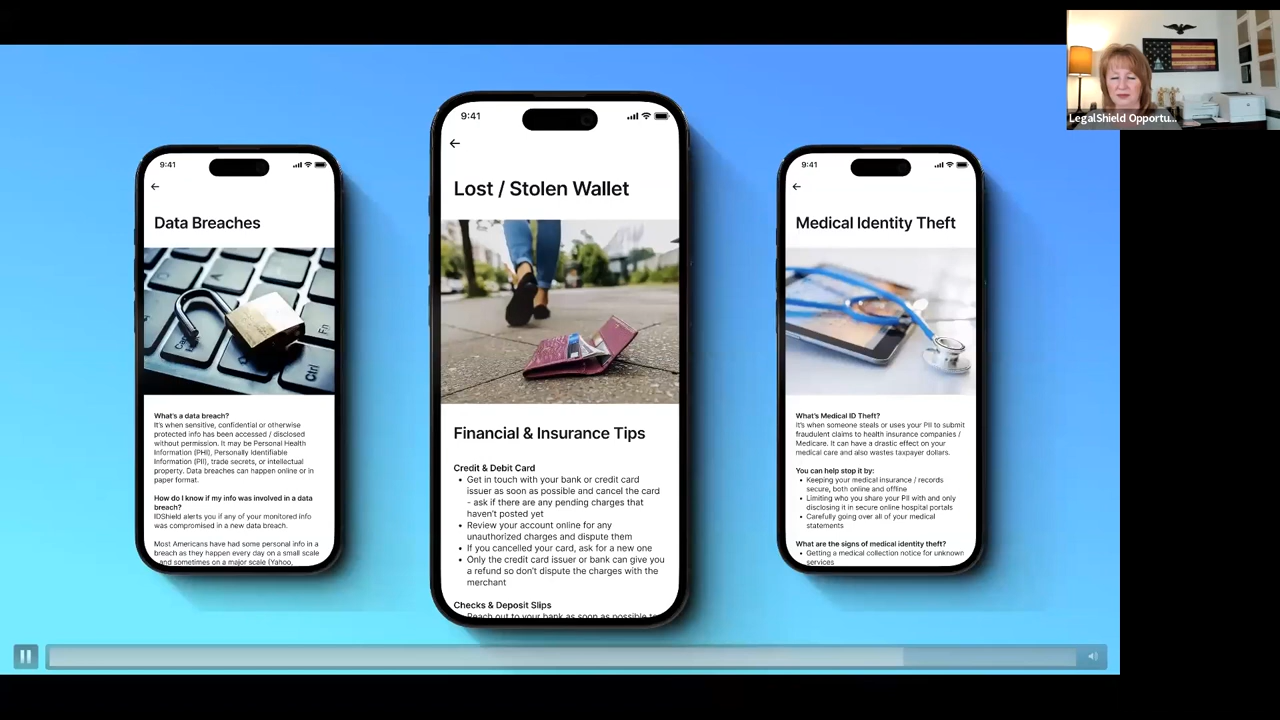 LegalShield Opportu...
9:41
Data Breaches
What's a data breach?
It's when sensitive, confidential or otherwise
protected info has been accessed / disclosed
without permission. It may be Personal Health
Information (PHI), Personally Identifiable
Information (PII), trade secrets, or intellectual
property. Data breaches can happen online or in
paper format.
How do I know if my info was involved in a data
breach?
IDShield alerts you if any of your monitored info
was compromised in a new data breach.
Most Americans have had some personal info in a
breach as they happen every day on a small scale
and sometimes on a major scale (Yahoo,
9:41
Lost / Stolen Wallet
Financial & Insurance Tips
Credit & Debit Card
• Get in touch with your bank or credit card
issuer as soon as possible and cancel the card
- ask if there are any pending charges that
haven't posted yet
• Review your account online for any
unauthorized charges and dispute them
• If you cancelled your card, ask for a new one
• Only the credit card issuer or bank can give you
a refund so don't dispute the charges with the
merchant
Checks & Deposit Slips
• Reach out to your bank as soon as possible to
9:41
Medical Identity Theft
What's Medical ID Theft?
It's when someone steals or uses your PII to submit
fraudulent claims to health insurance companies /
Medicare. It can have a drastic effect on your
medical care and also wastes taxpayer dollars.
You can help stop it by:
• Keeping your medical insurance / records
secure, both online and offline
• Limiting who you share your PII with and only
disclosing it in secure online hospital portals
• Carefully going over all of your medical
statements
What are the signs of medical identity theft?
• Getting a medical collection notice for unknown
services
Fn
Ctrl